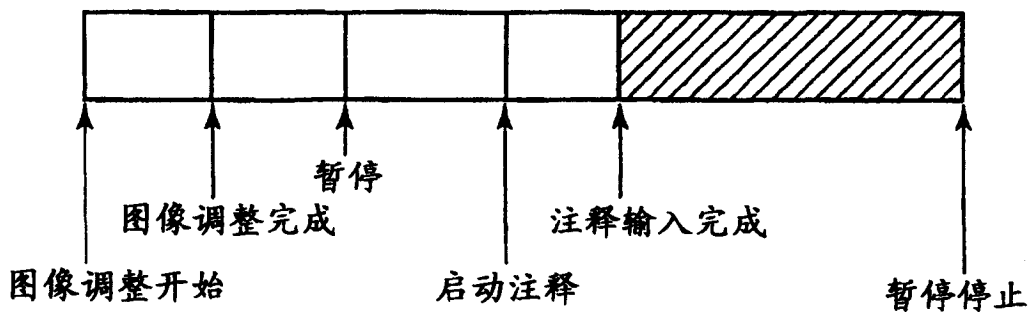 暂停
图像调整完成
注释输入完成
图像调整开始
启动注释
暂停停止